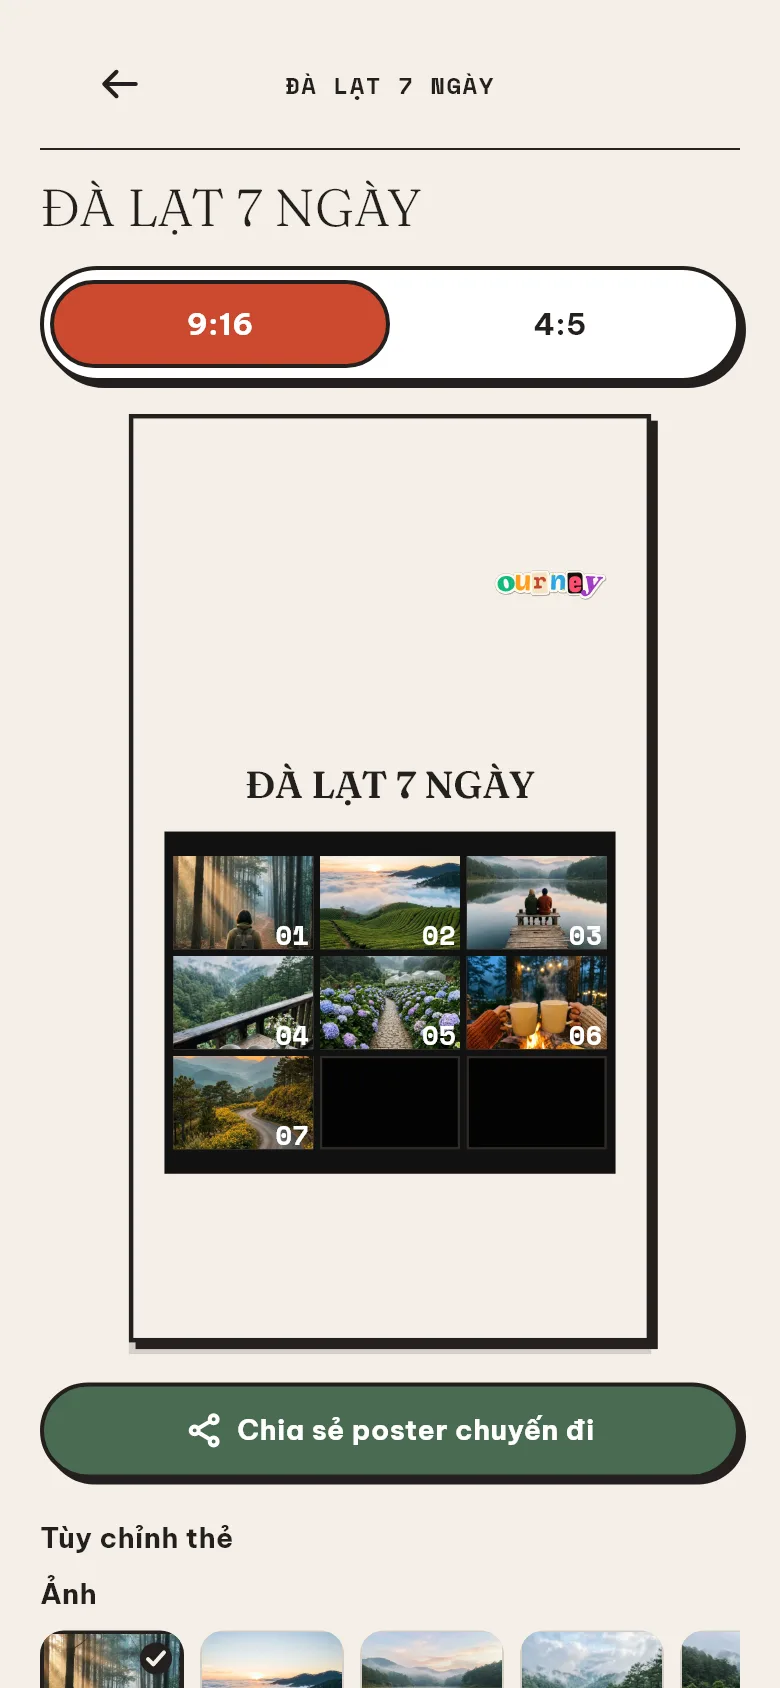 ĐÀ LẠT 7 NGÀY
ĐÀ LẠT 7 NGÀY
9:16
4:5
ourney
ĐÀ LẠT 7 NGÀY
01
02
03
04
05
06
07
Chia sẻ poster chuyến đi
Tùy chỉnh thẻ
Ảnh